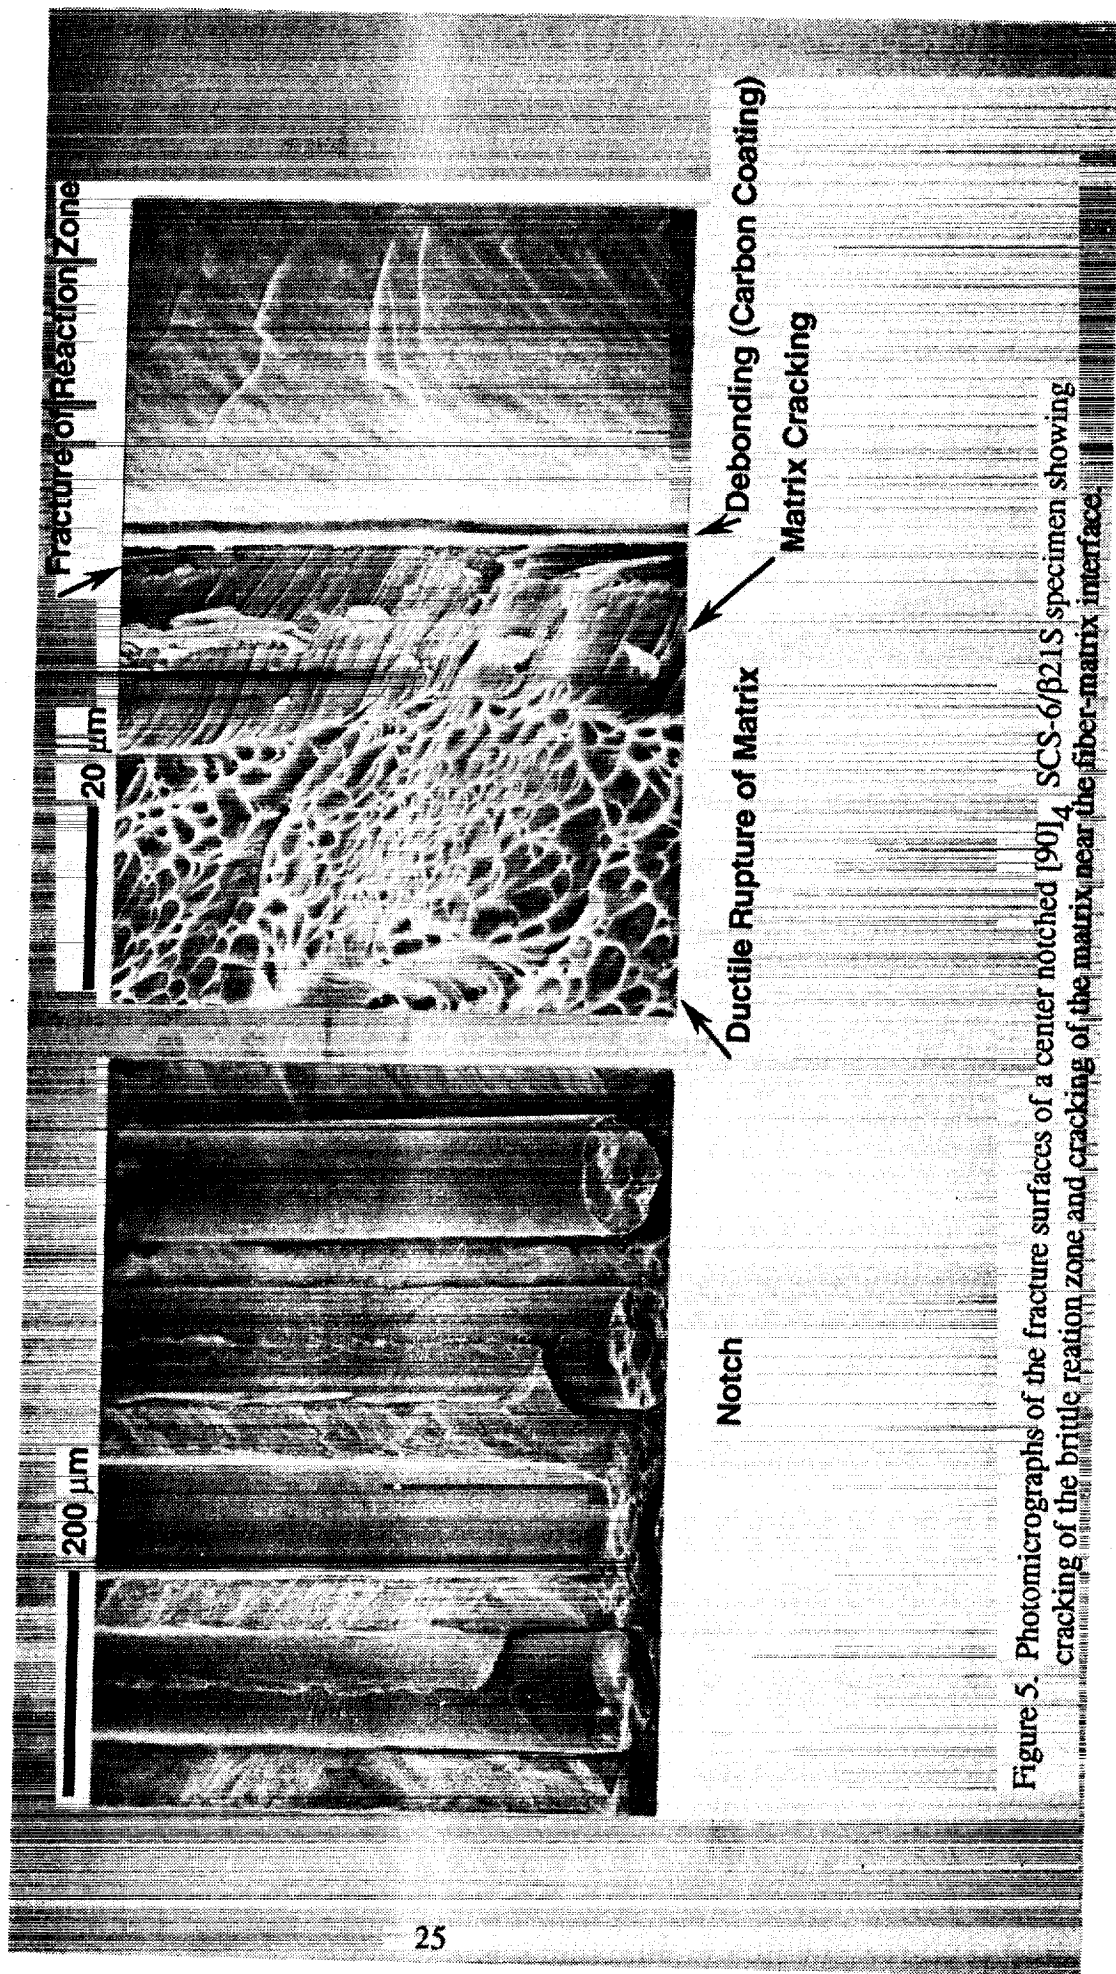 200 µm
20 µm
Fracture of Reaction Zone
Notch
Ductile Rupture of Matrix
Matrix Cracking
Debonding (Carbon Coating)
Figure 5. Photomicrographs of the fracture surfaces of a center notched [90]4 SCS-6/β21S specimen showing
cracking of the brittle reation zone and cracking of the matrix near the fiber-matrix interface.
25